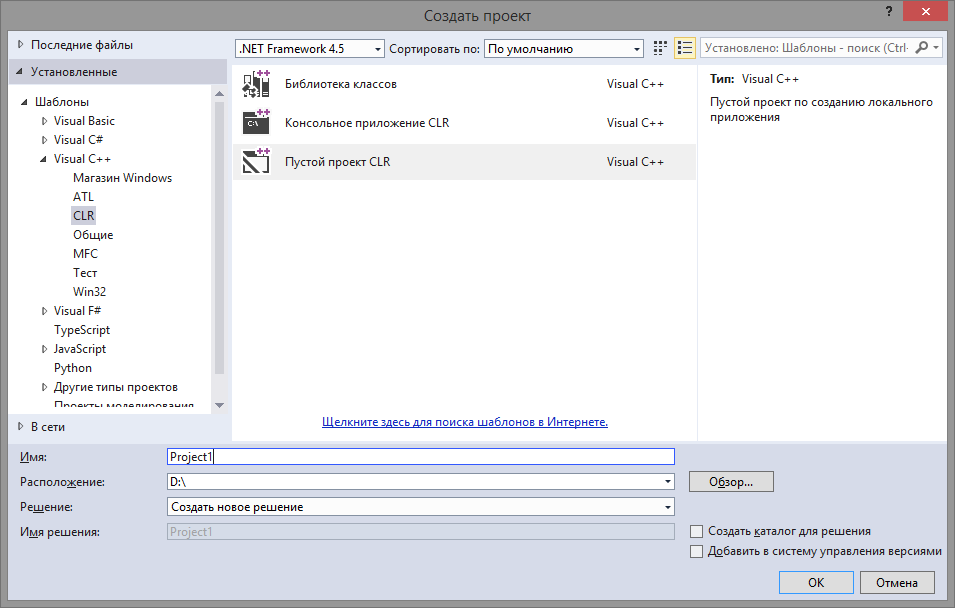 Создать проект
?
Последние файлы
Установленные
Шаблоны
Visual Basic
Visual C#
Visual C++
Магазин Windows
ATL
CLR
Общие
MFC
Тест
Win32
Visual F#
TypeScript
JavaScript
Python
Другие типы проектов
Проекты моделирования
В сети
.NET Framework 4.5 Сортировать по: По умолчанию
Установлено: Шаблоны - поиск (Ctrl-
Библиотека классов Visual C++
C:\ Консольное приложение CLR Visual C++
Пустой проект CLR Visual C++
Щелкните здесь для поиска шаблонов в Интернете.
Тип: Visual C++
Пустой проект по созданию локального
приложения
Имя: Project1
Расположение: D:\ Обзор...
Решение: Создать новое решение
Имя решения: Project1
Создать каталог для решения
Добавить в систему управления версиями
ОК Отмена